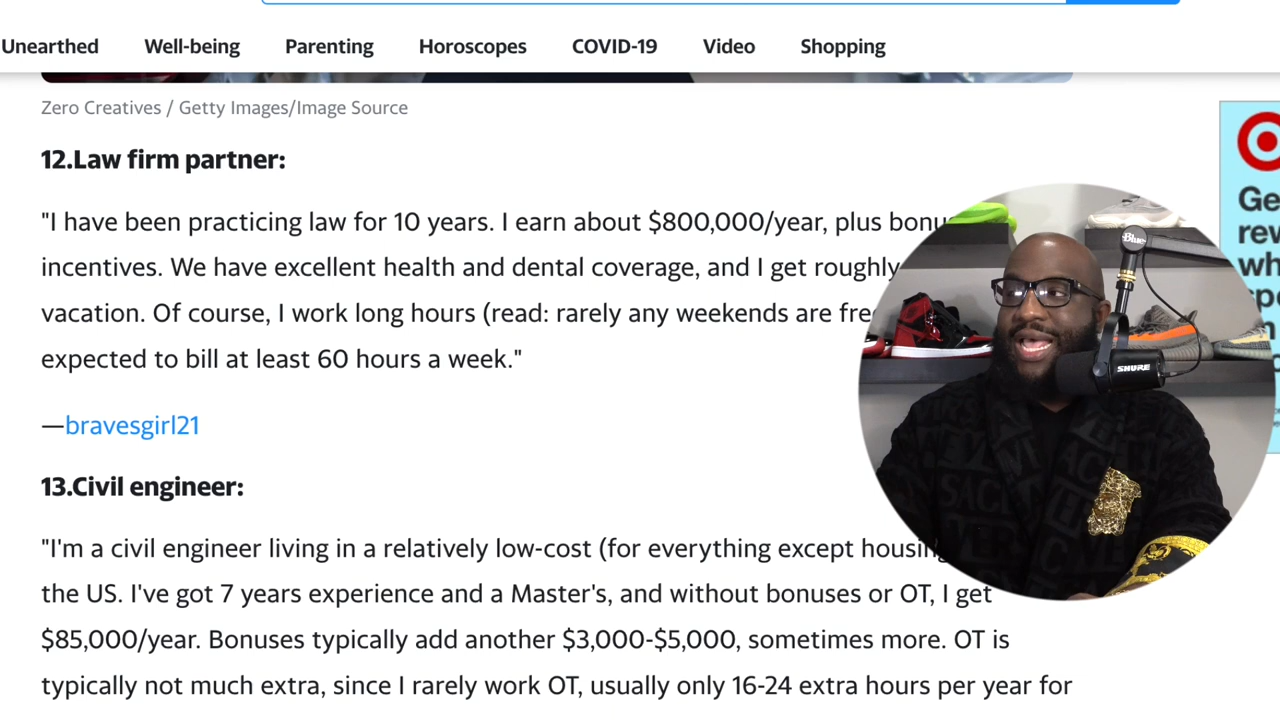 Unearthed Well-being Parenting Horoscopes COVID-19 Video Shopping
Zero Creatives / Getty Images/Image Source
12.Law firm partner:
"I have been practicing law for 10 years. I earn about $800,000/year, plus
incentives. We have excellent health and dental coverage, and I get roughly
vacation. Of course, I work long hours (read: rarely any weekends are
expected to bill at least 60 hours a week."
—bravesgirl21
13.Civil engineer:
"I'm a civil engineer living in a relatively low-cost (for everything except
the US. I've got 7 years experience and a Master's, and without bonuses or OT, I get
$85,000/year. Bonuses typically add another $3,000-$5,000, sometimes more. OT is
typically not much extra, since I rarely work OT, usually only 16-24 extra hours per year for
Blue
SHURE